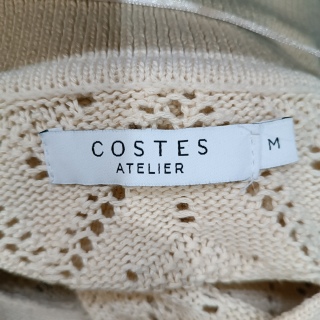 COSTES
ATELIER
M